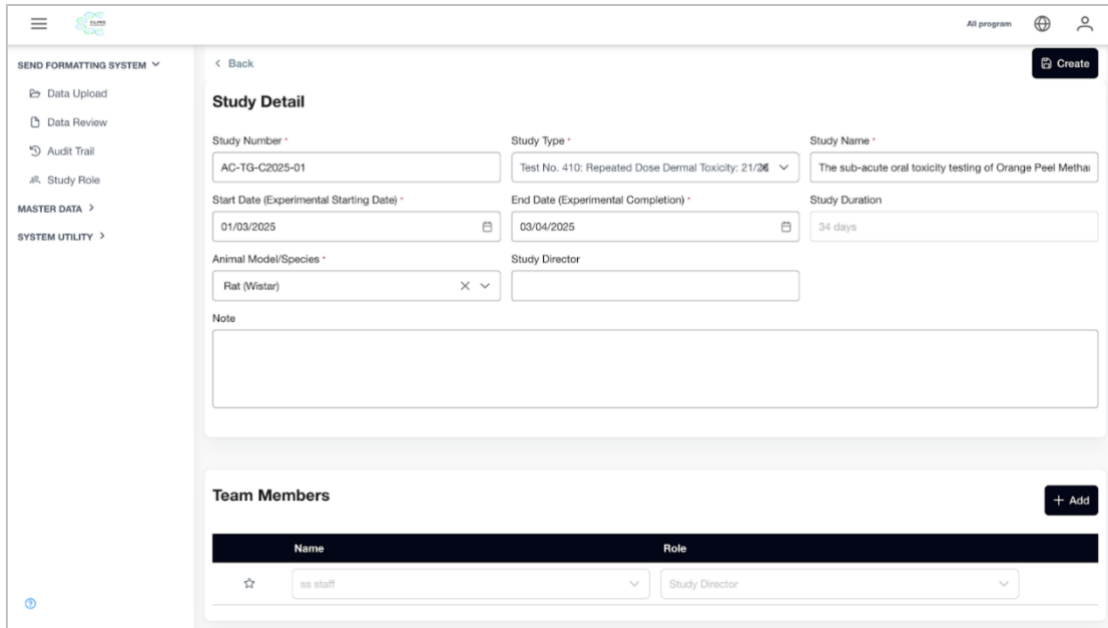 All program
SEND FORMATTING SYSTEM
Data Upload
Data Review
Audit Trail
Study Role
MASTER DATA
SYSTEM UTILITY
Back
Create
Study Detail
Study Number * Study Type * Study Name *
AC-TG-C2025-01 Test No. 410: Repeated Dose Dermal Toxicity: 21/ The sub-acute oral toxicity testing of Orange Peel Methar
Start Date (Experimental Starting Date) * End Date (Experimental Completion) * Study Duration
01/03/2025 03/04/2025 34 days
Animal Model/Species * Study Director
Rat (Wistar)
Note
Team Members
+ Add
Name Role
ss staff Study Director